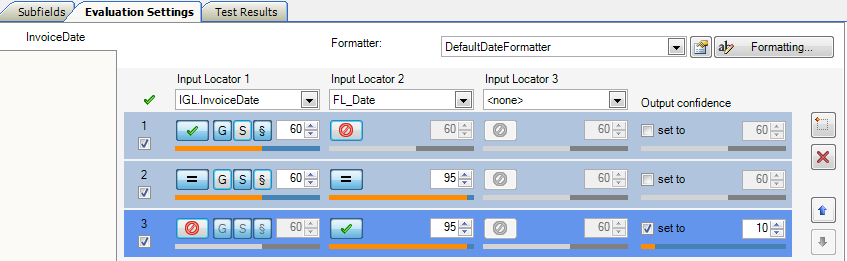 Subfields Evaluation Settings Test Results
InvoiceDate
Formatter: DefaultDateFormatter Formatting...
Input Locator 1 Input Locator 2 Input Locator 3
IGL.InvoiceDate FL_Date <none> Output confidence
1 G S § 60 60 60 set to 60
2 = G S § 60 = 95 60 set to 60
3 G S § 60 95 60 set to 10